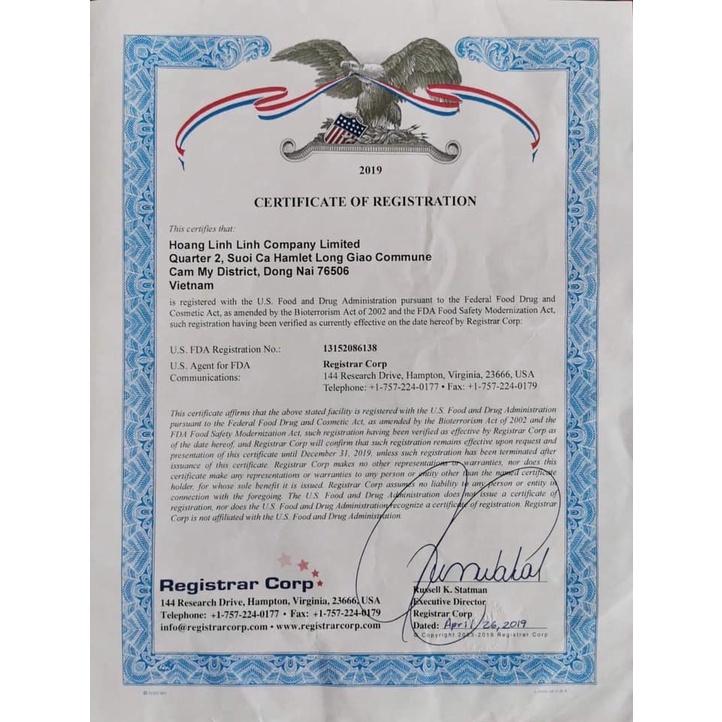 2019
CERTIFICATE OF REGISTRATION
This certifies that:
Hoang Linh Linh Company Limited
Quarter 2, Suoi Ca Hamlet Long Giao Commune
Cam My District, Dong Nai 76506
Vietnam
is registered with the U.S. Food and Drug Administration pursuant to the Federal Food Drug and
Cosmetic Act, as amended by the Bioterrorism Act of 2002 and the FDA Food Safety Modernization Act,
such registration having been verified as currently effective on the date hereof by Registrar Corp:
U.S. FDA Registration No.: 13152086138
U.S. Agent for FDA Registrar Corp
Communications: 144 Research Drive, Hampton, Virginia, 23666, USA
Telephone: +1-757-224-0177 • Fax: +1-757-224-0179
This certificate affirms that the above stated facility is registered with the U.S. Food and Drug Administration
pursuant to the Federal Food Drug and Cosmetic Act, as amended by the Bioterrorism Act of 2002 and the
FDA Food Safety Modernization Act, such registration having been verified as effective by Registrar Corp as
of the date hereof, and Registrar Corp will confirm that such registration remains effective upon request and
presentation of this certificate until December 31, 2019, unless such registration has been terminated after
issuance of this certificate. Registrar Corp makes no other representations or warranties, nor does this
certificate make any representations or warranties to any person or entity other than the named certificate
holder, for whose sole benefit it is issued. Registrar Corp assumes no liability to any person or entity in
connection with the foregoing. The U.S. Food and Drug Administration does not issue a certificate of
registration, nor does the U.S. Food and Drug Administration recognize a certificate of registration. Registrar
Corp is not affiliated with the U.S. Food and Drug Administration.
Registrar Corp
144 Research Drive, Hampton, Virginia, 23666, USA
Telephone: +1-757-224-0177 • Fax: +1-757-224-0179
info@registrarcorp.com • www.registrarcorp.com
Russell K. Statman
Executive Director
Registrar Corp
Dated: April/26, 2019
© Copyright 2003-2019 Registrar Corp